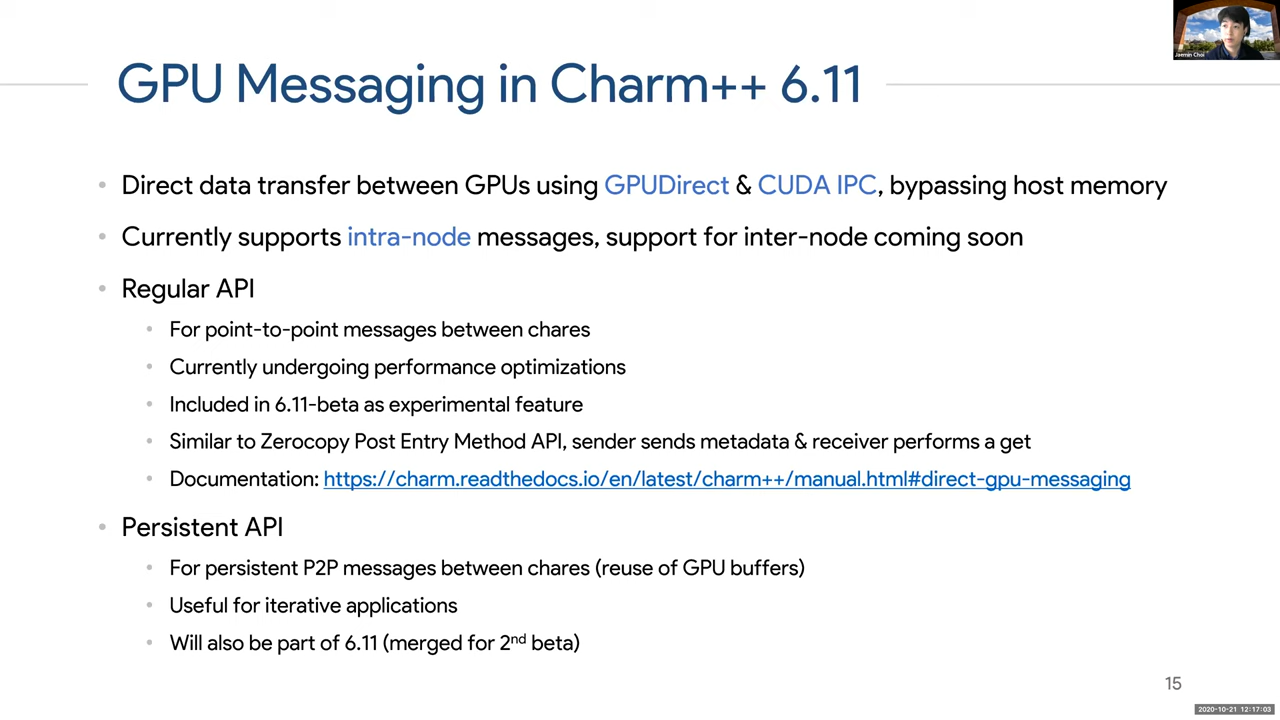 Jaemin Choi
GPU Messaging in Charm++ 6.11
• Direct data transfer between GPUs using GPUDirect & CUDA IPC, bypassing host memory
• Currently supports intra-node messages, support for inter-node coming soon
• Regular API
• For point-to-point messages between chares
• Currently undergoing performance optimizations
• Included in 6.11-beta as experimental feature
• Similar to Zerocopy Post Entry Method API, sender sends metadata & receiver performs a get
• Documentation: https://charm.readthedocs.io/en/latest/charm++/manual.html#direct-gpu-messaging
• Persistent API
• For persistent P2P messages between chares (reuse of GPU buffers)
• Useful for iterative applications
• Will also be part of 6.11 (merged for 2nd beta)
15
2020-10-21 12:17:03